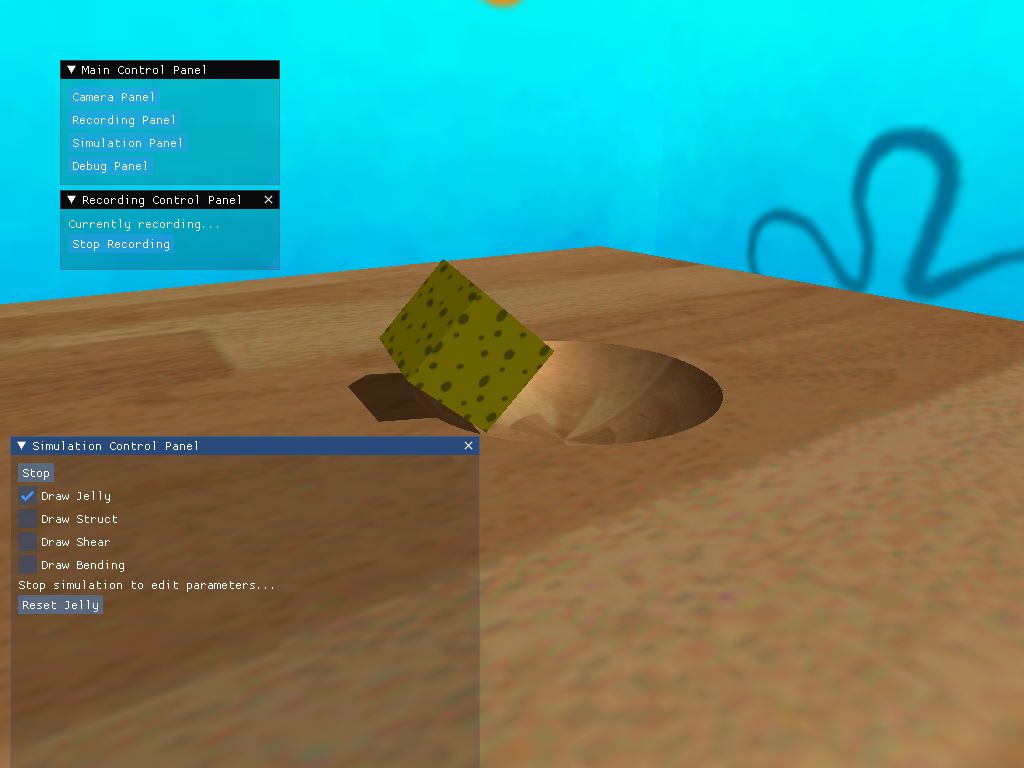 Main Control Panel
Camera Panel
Recording Panel
Simulation Panel
Debug Panel
Recording Control Panel
Currently recording...
Stop Recording
Simulation Control Panel
Stop
Draw Jelly
Draw Struct
Draw Shear
Draw Bending
Stop simulation to edit parameters...
Reset Jelly